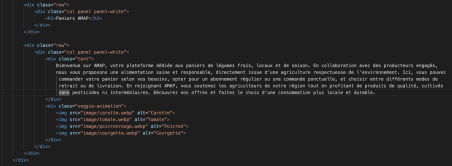 <div class="row">
<div class="col panel panel-white">
<h1>Paniers AMAP</h1>
</div>
</div>
<div class="row">
<div class="col panel panel-white">
<div class="text">
Bienvenue sur AMAP, votre plateforme dédiée aux paniers de légumes frais, locaux et de saison. En collaboration avec des producteurs engagés,
nous vous proposons une alimentation saine et responsable, directement issue d'une agriculture respectueuse de l'environnement. Ici, vous pouvez
commander votre panier selon vos besoins, opter pour un abonnement régulier ou une commande ponctuelle, et choisir entre différents modes de
retrait ou de livraison. En rejoignant AMAP, vous soutenez les agriculteurs de votre région tout en profitant de produits de qualité, cultivés
sans pesticides ni intermédiaires. Découvrez nos offres et faites le choix d'une consommation plus locale et durable.
</div>
<div class="veggie-animation">
<img src="image/carotte.webp" alt="Carotte">
<img src="image/tomate.webp" alt="Tomate">
<img src="image/poivronrouge.webp" alt="Poivron">
<img src="image/courgette.webp" alt="Courgette">
</div>
</div>
</div>